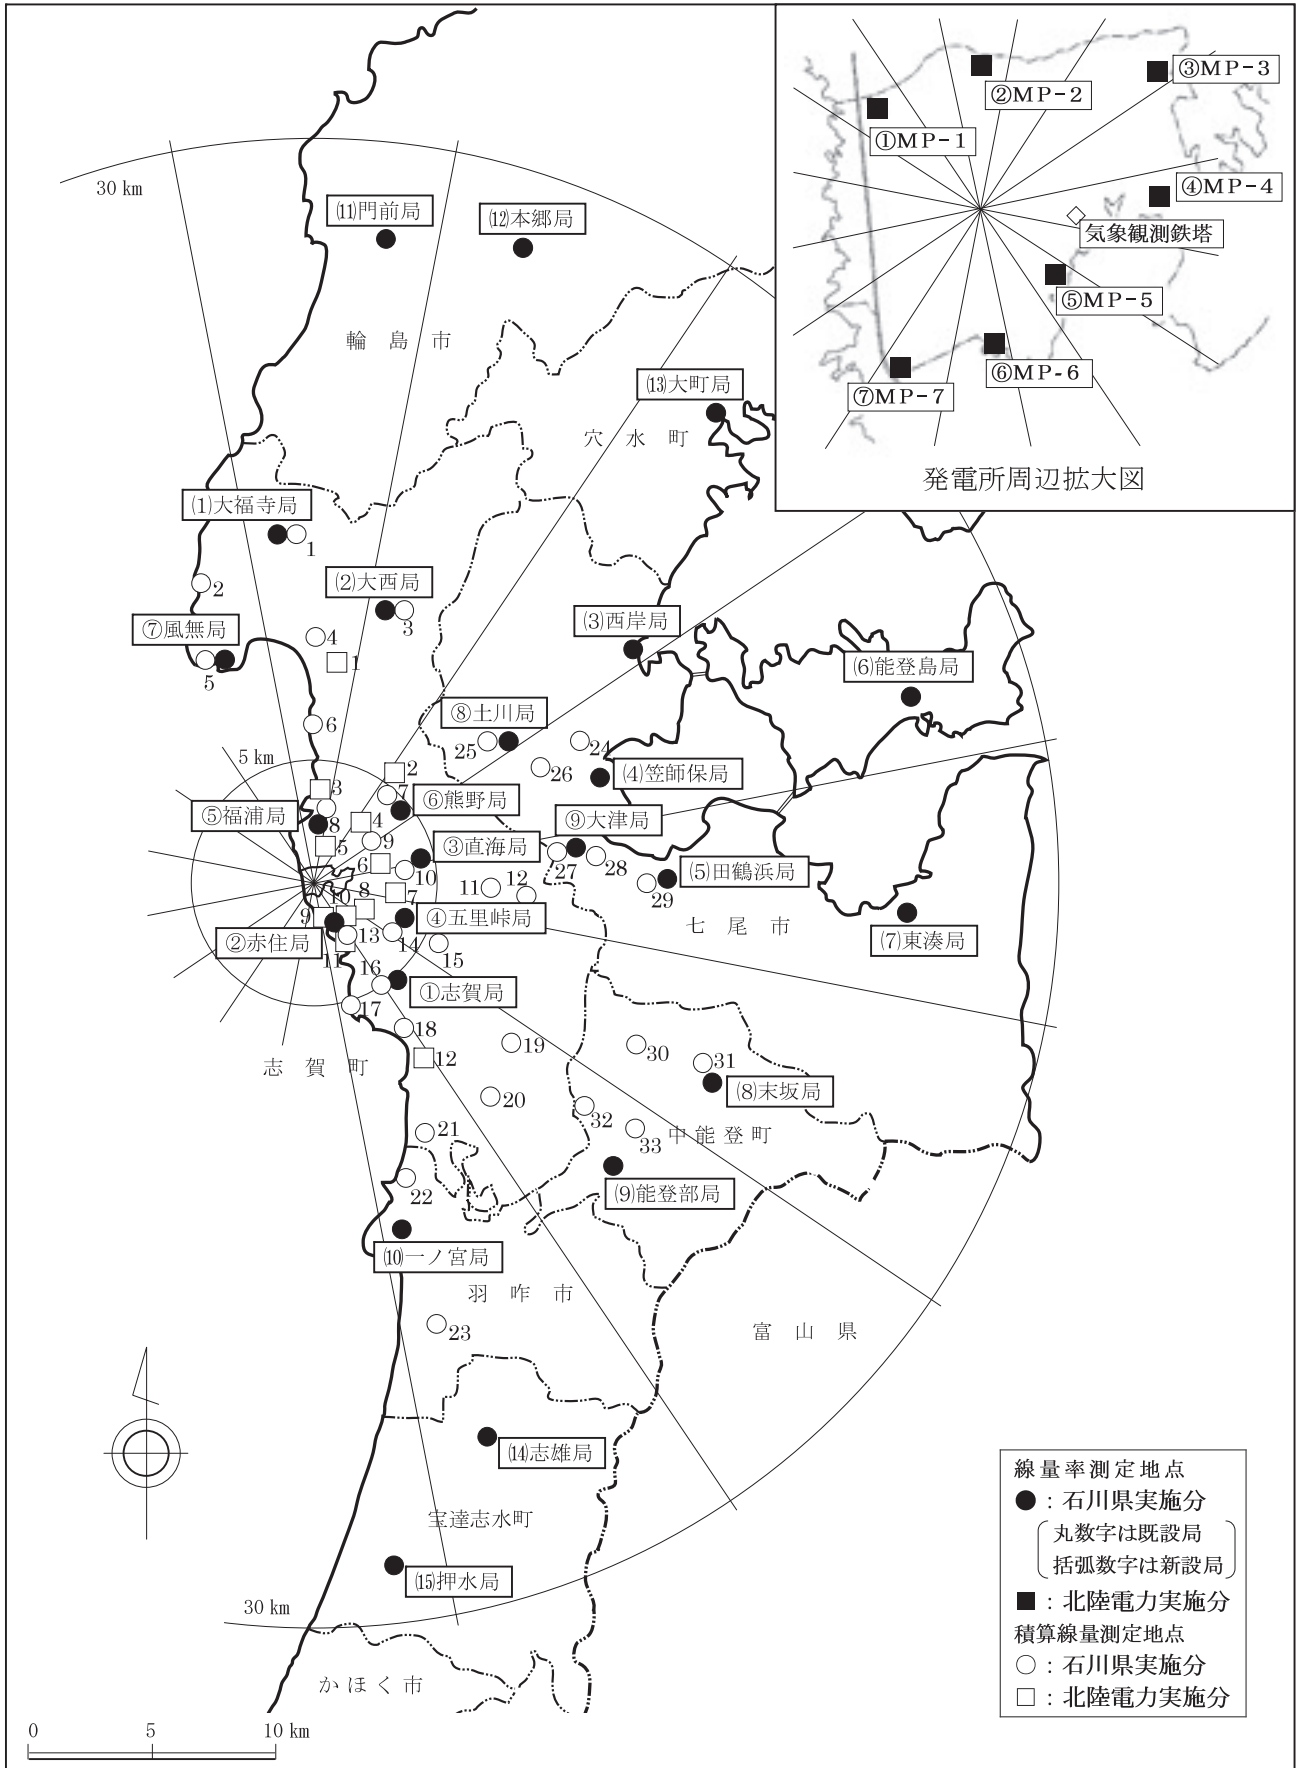 ①MP-1
②MP-2
③MP-3
④MP-4
気象観測鉄塔
⑤MP-5
⑥MP-6
⑦MP-7
発電所周辺拡大図
30 km
⑾門前局
⑿本郷局
輪島市
⒀大町局
穴水町
⑴大福寺局
1
2
⑵大西局
3
⑦風無局
4
1
5
⑶西岸局
⑹能登島局
6
⑧土川局
25
24
26
5 km
2
⑷笠師保局
3
7
⑥熊野局
⑤福浦局
8
4
⑨大津局
5
9
③直海局
6
10
27
28
⑸田鶴浜局
11
12
29
10
8
7
9
④五里峠局
七尾市
⑺東湊局
②赤住局
13
14
11
15
16
①志賀局
17
18
19
30
31
志賀町
12
⑻末坂局
20
32
21
33
中能登町
22
⑼能登部局
⑽一ノ宮局
羽咋市
23
富山県
⒁志雄局
宝達志水町
⒂押水局
30 km
かほく市
線量率測定地点
●：石川県実施分
丸数字は既設局
括弧数字は新設局
■：北陸電力実施分
積算線量測定地点
○：石川県実施分
□：北陸電力実施分
0 5 10 km